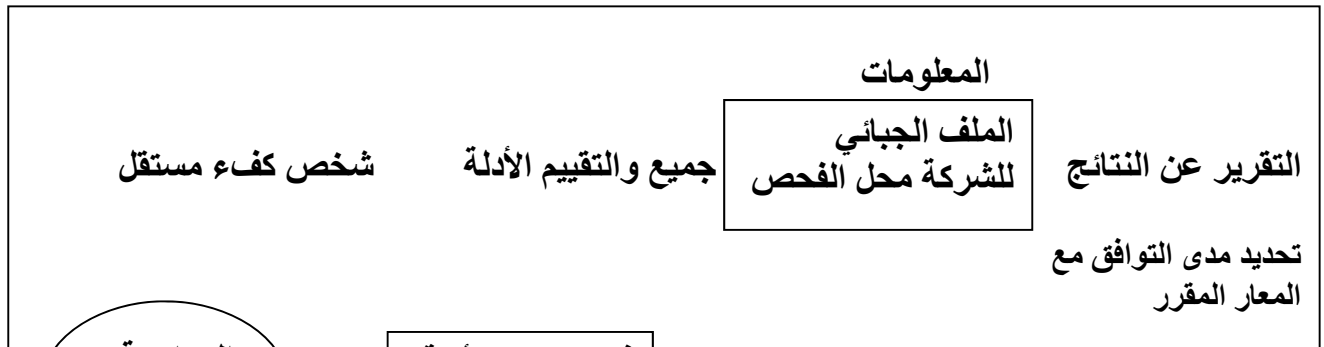 المعلومات
التقرير عن النتائج
الملف الجبائي
للشركة محل الفحص
جميع والتقييم الأدلة
شخص كفء مستقل
تحديد مدى التوافق مع
المعار المقرر